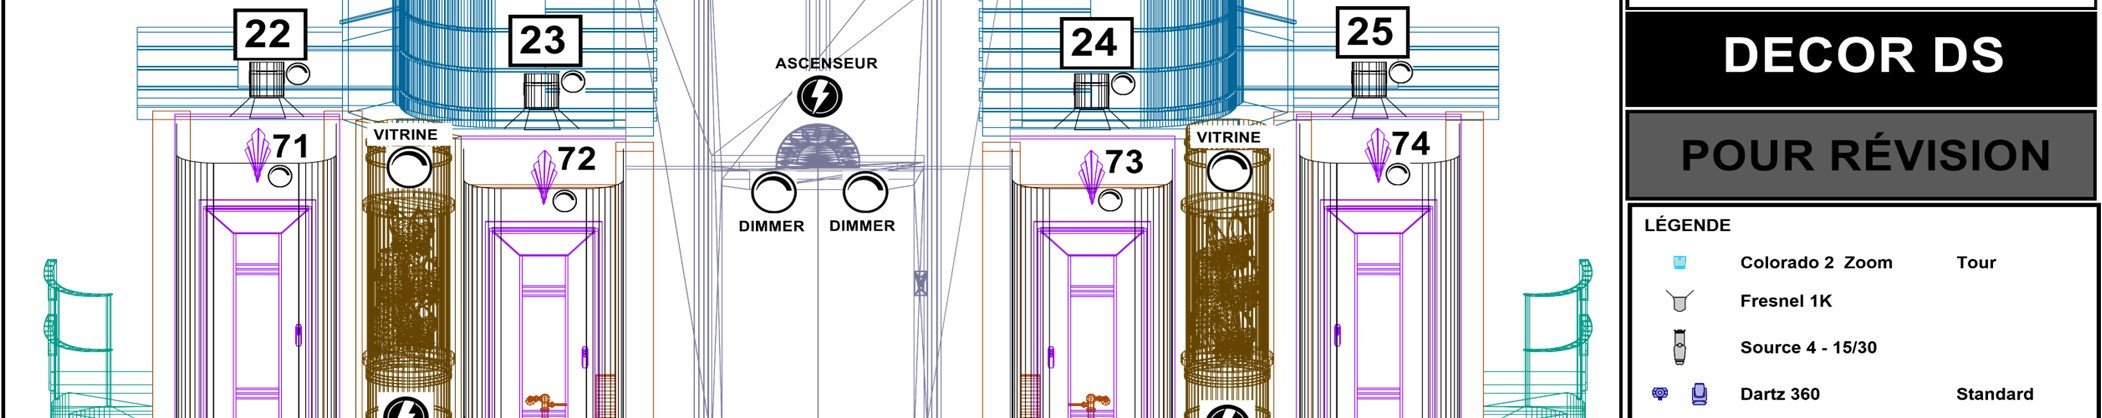 22
23
24
25
ASCENSEUR
71
VITRINE
72
73
VITRINE
74
DIMMER DIMMER
DECOR DS
POUR RÉVISION
LÉGENDE
Colorado 2 Zoom Tour
Fresnel 1K
Source 4 - 15/30
Dartz 360 Standard